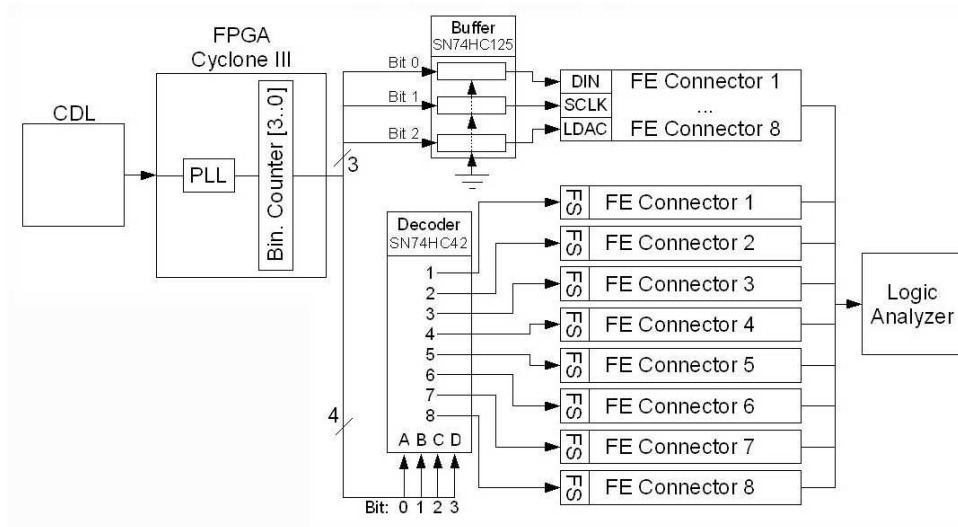 FPGA
Cyclone III
CDL
PLL
Bin. Counter [3..0]
3
4
Buffer
SN74HC125
Bit 0
Bit 1
Bit 2
DIN
SCLK
LDAC
FE Connector 1
...
FE Connector 8
Decoder
SN74HC42
1
2
3
4
5
6
7
8
A B C D
Bit: 0 1 2 3
FS FE Connector 1
FS FE Connector 2
FS FE Connector 3
FS FE Connector 4
FS FE Connector 5
FS FE Connector 6
FS FE Connector 7
FS FE Connector 8
Logic
Analyzer